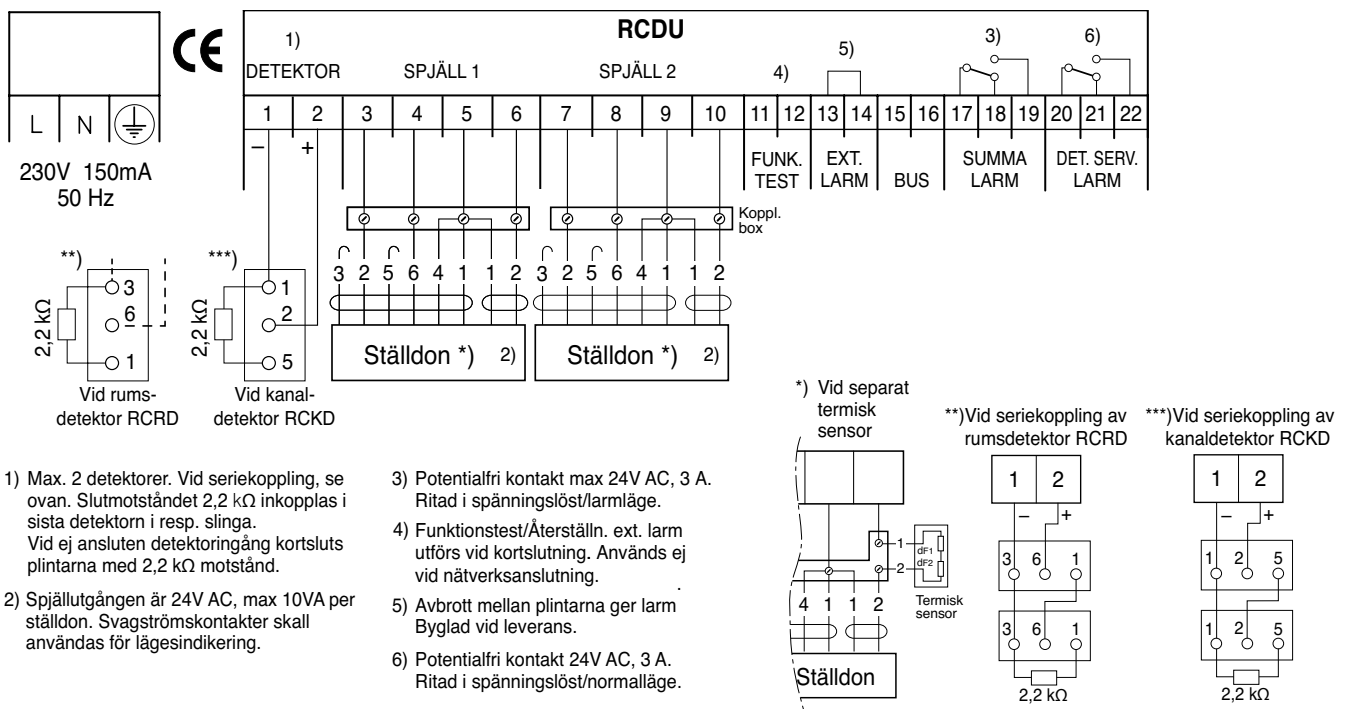 RCDU
1)
DETEKTOR
SPJÄLL 1
SPJÄLL 2
4)
5)
3)
6)
L N
1 2 3 4 5 6 7 8 9 10 11 12 13 14 15 16 17 18 19 20 21 22
– +
230V 150mA
50 Hz
FUNK.
TEST
EXT.
LARM
BUS
SUMMA
LARM
DET. SERV.
LARM
Koppl.
box
**)
3
6
1
2,2 kΩ
Vid rums-
detektor RCRD
***)
1
2
5
2,2 kΩ
Vid kanal-
detektor RCKD
3 2 5 6 4 1 1 2
Ställdon *) 2)
3 2 5 6 4 1 1 2
Ställdon *) 2)
1) Max. 2 detektorer. Vid seriekoppling, se
ovan. Slutmotståndet 2,2 kΩ inkopplas i
sista detektorn i resp. slinga.
Vid ej ansluten detektoringång kortsluts
plintarna med 2,2 kΩ motstånd.
2) Spjällutgången är 24V AC, max 10VA per
ställdon. Svagströmskontakter skall
användas för lägesindikering.
3) Potentialfri kontakt max 24V AC, 3 A.
Ritad i spänningslöst/larmläge.
4) Funktionstest/Återställn. ext. larm
utförs vid kortslutning. Används ej
vid nätverksanslutning.
5) Avbrott mellan plintarna ger larm
Byglad vid leverans.
6) Potentialfri kontakt 24V AC, 3 A.
Ritad i spänningslöst/normalläge.
*) Vid separat
termisk
sensor
1
dF1
dF2
2
Termisk
sensor
4 1 1 2
Ställdon
**)Vid seriekoppling av
rumsdetektor RCRD
1 2
– +
3 6 1
3 6 1
2,2 kΩ
***)Vid seriekoppling av
kanaldetektor RCKD
1 2
– +
1 2 5
1 2 5
2,2 kΩ